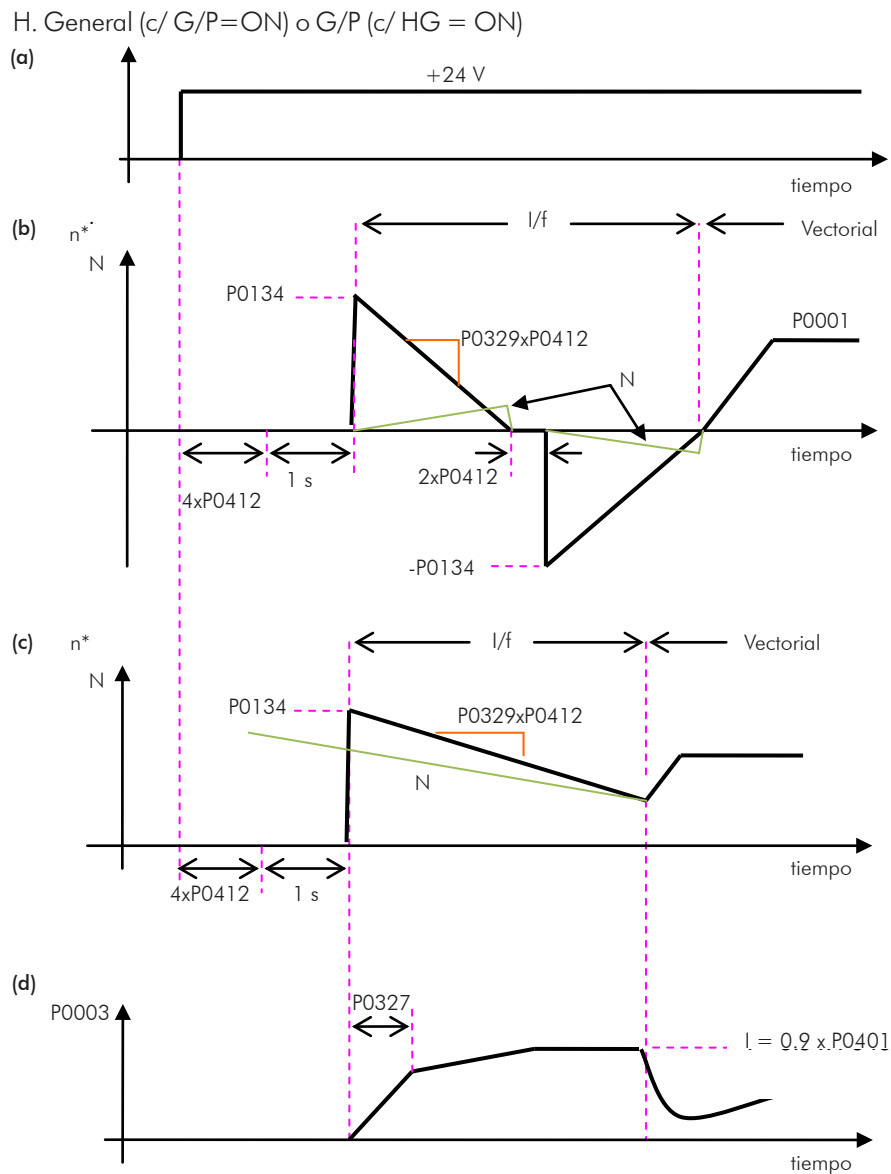 H. General (c/ G/P=ON) o G/P (c/ HG = ON)
(a)
+24 V
tiempo
(b)
n*
I/f
Vectorial
N
P0134
P0329xP0412
P0001
N
tiempo
4xP0412
1 s
2xP0412
-P0134
(c)
n*
I/f
Vectorial
N
P0134
P0329xP0412
N
tiempo
4xP0412
1 s
(d)
P0003
P0327
I = 0.9 x P0401
tiempo